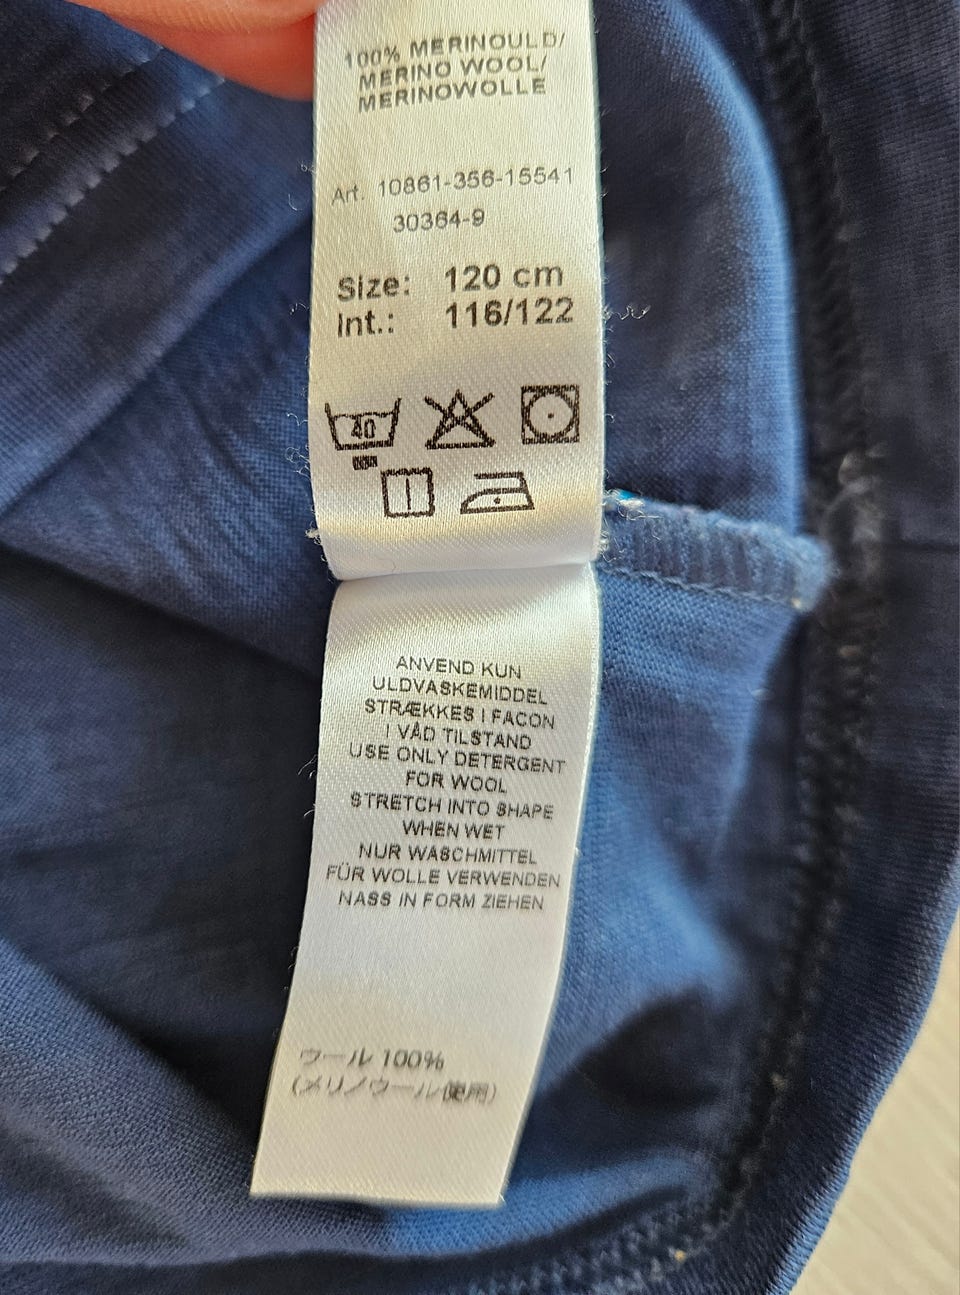 100% MERINOULD/
MERINO WOOL/
MERINOWOLLE
Art. 10861-356-15541
30364-9
Size: 120 cm
Int.: 116/122
40
ANVEND KUN
ULDVASKEMIDDEL
STRÆKKES I FACON
I VÅD TILSTAND
USE ONLY DETERGENT
FOR WOOL
STRETCH INTO SHAPE
WHEN WET
NUR WASCHMITTEL
FÜR WOLLE VERWENDEN
NASS IN FORM ZIEHEN
ウール 100%
(メリノウール使用)